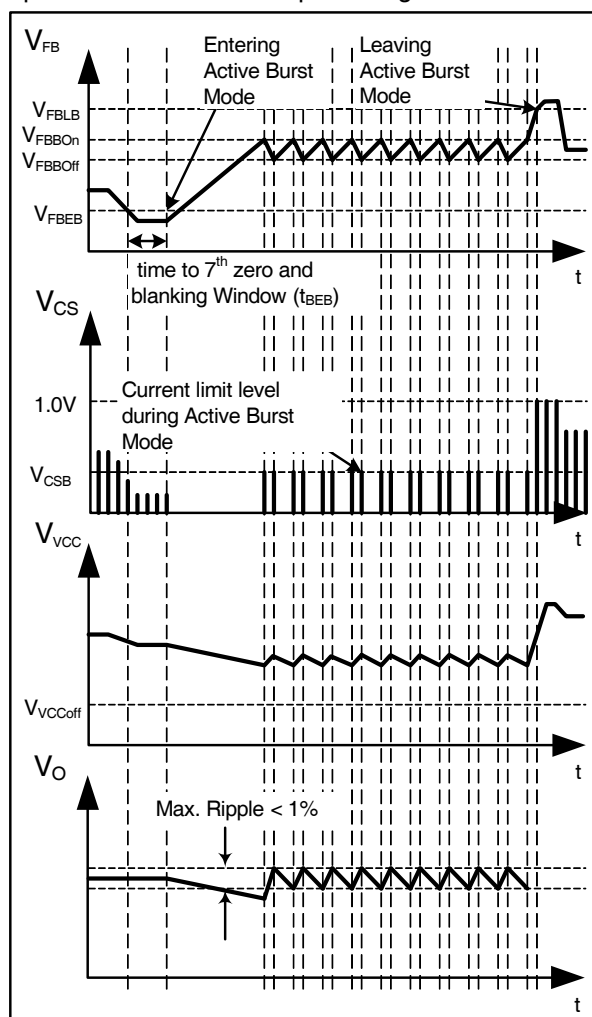 V_FB
Entering
Active Burst
Mode
Leaving
Active Burst
Mode
V_FBLB
V_FBBOn
V_FBBOff
V_FBEB
time to 7th zero and
blanking Window (t_BEB)
t
V_CS
1.0V
Current limit level
during Active Burst
Mode
V_CSB
t
V_VCC
V_VCCoff
t
V_O
Max. Ripple < 1%
t